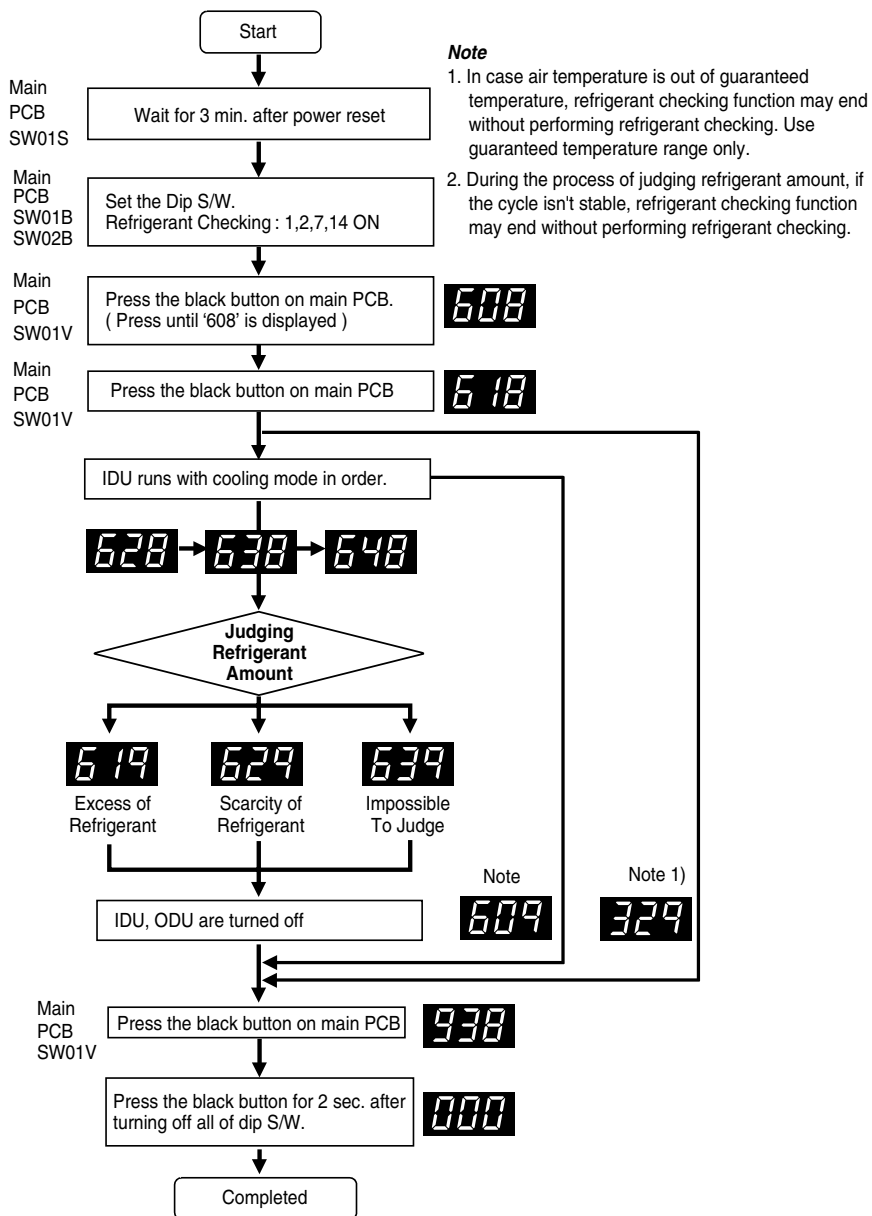 Start
Note
1. In case air temperature is out of guaranteed
temperature, refrigerant checking function may end
without performing refrigerant checking. Use
guaranteed temperature range only.
2. During the process of judging refrigerant amount, if
the cycle isn't stable, refrigerant checking function
may end without performing refrigerant checking.
Main
PCB
SW01S
Wait for 3 min. after power reset
Main
PCB
SW01B
SW02B
Set the Dip S/W.
Refrigerant Checking : 1,2,7,14 ON
Main
PCB
SW01V
Press the black button on main PCB.
( Press until ‘608’ is displayed )
608
Main
PCB
SW01V
Press the black button on main PCB
618
IDU runs with cooling mode in order.
628 638 648
Judging
Refrigerant
Amount
619
Excess of
Refrigerant
629
Scarcity of
Refrigerant
639
Impossible
To Judge
Note
609
Note 1)
329
IDU, ODU are turned off
Main
PCB
SW01V
Press the black button on main PCB
938
Press the black button for 2 sec. after
turning off all of dip S/W.
000
Completed